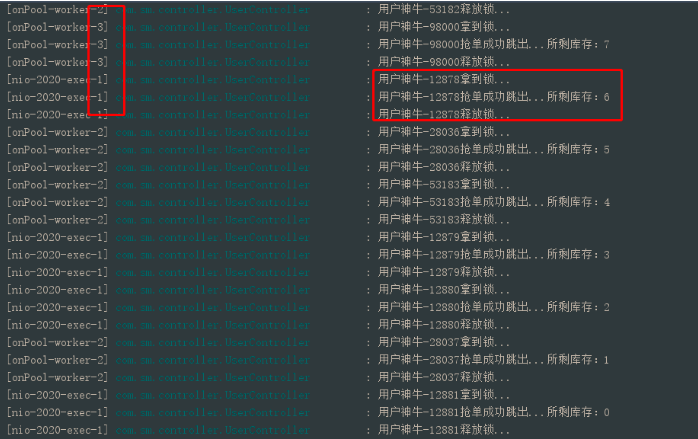 [onPool-worker-2] com.sm.controller.UserController : 用户神牛-53182释放锁...
[onPool-worker-3] com.sm.controller.UserController : 用户神牛-98000拿到锁...
[onPool-worker-3] com.sm.controller.UserController : 用户神牛-98000抢单成功跳出...所剩库存：7
[onPool-worker-3] com.sm.controller.UserController : 用户神牛-98000释放锁...
[nio-2020-exec-1] com.sm.controller.UserController : 用户神牛-12878拿到锁...
[nio-2020-exec-1] com.sm.controller.UserController : 用户神牛-12878抢单成功跳出...所剩库存：6
[nio-2020-exec-1] com.sm.controller.UserController : 用户神牛-12878释放锁...
[onPool-worker-2] com.sm.controller.UserController : 用户神牛-28036拿到锁...
[onPool-worker-2] com.sm.controller.UserController : 用户神牛-28036抢单成功跳出...所剩库存：5
[onPool-worker-2] com.sm.controller.UserController : 用户神牛-28036释放锁...
[onPool-worker-2] com.sm.controller.UserController : 用户神牛-53183拿到锁...
[onPool-worker-2] com.sm.controller.UserController : 用户神牛-53183抢单成功跳出...所剩库存：4
[onPool-worker-2] com.sm.controller.UserController : 用户神牛-53183释放锁...
[nio-2020-exec-1] com.sm.controller.UserController : 用户神牛-12879拿到锁...
[nio-2020-exec-1] com.sm.controller.UserController : 用户神牛-12879抢单成功跳出...所剩库存：3
[nio-2020-exec-1] com.sm.controller.UserController : 用户神牛-12879释放锁...
[nio-2020-exec-1] com.sm.controller.UserController : 用户神牛-12880拿到锁...
[nio-2020-exec-1] com.sm.controller.UserController : 用户神牛-12880抢单成功跳出...所剩库存：2
[nio-2020-exec-1] com.sm.controller.UserController : 用户神牛-12880释放锁...
[onPool-worker-2] com.sm.controller.UserController : 用户神牛-28037拿到锁...
[onPool-worker-2] com.sm.controller.UserController : 用户神牛-28037抢单成功跳出...所剩库存：1
[onPool-worker-2] com.sm.controller.UserController : 用户神牛-28037释放锁...
[nio-2020-exec-1] com.sm.controller.UserController : 用户神牛-12881拿到锁...
[nio-2020-exec-1] com.sm.controller.UserController : 用户神牛-12881抢单成功跳出...所剩库存：0
[nio-2020-exec-1] com.sm.controller.UserController : 用户神牛-12881释放锁...